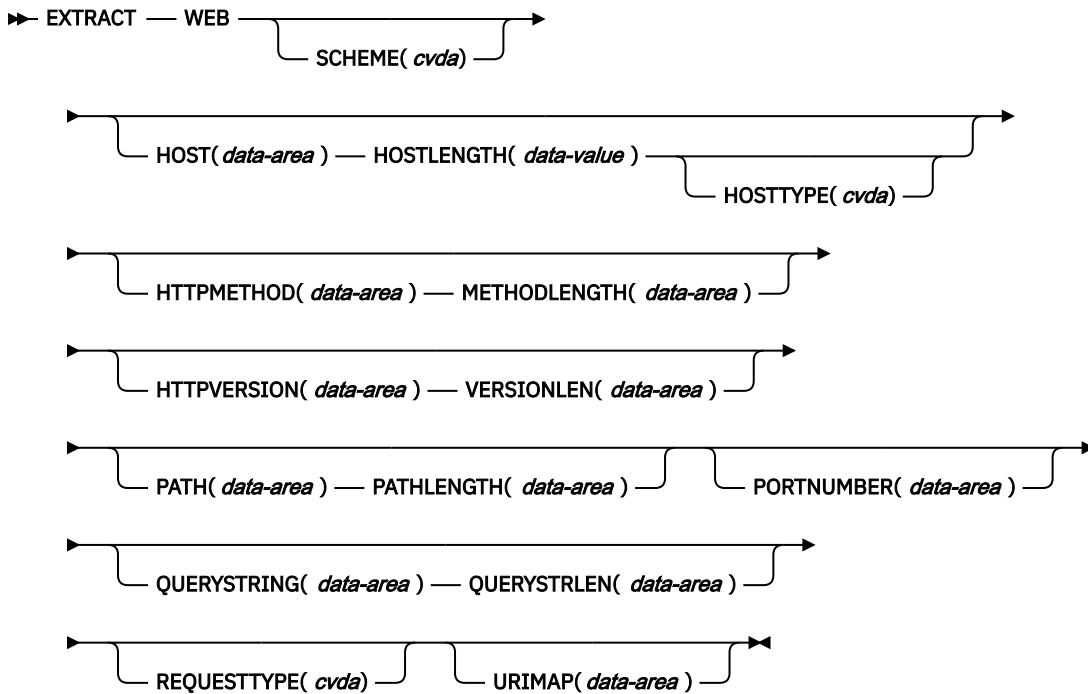 EXTRACT WEB
SCHEME( cvda)
HOST( data-area ) HOSTLENGTH( data-value )
HOSTTYPE( cvda)
HTTPMETHOD( data-area ) METHODLENGTH( data-area )
HTTPVERSION( data-area ) VERSIONLEN( data-area )
PATH( data-area ) PATHLENGTH( data-area ) PORTNUMBER( data-area )
QUERYSTRING( data-area ) QUERYSTRLEN( data-area )
REQUESTTYPE( cvda) URIMAP( data-area )